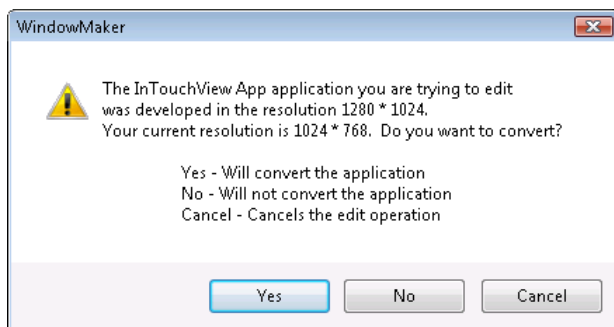 WindowMaker
The InTouchView App application you are trying to edit
was developed in the resolution 1280 * 1024.
Your current resolution is 1024 * 768.  Do you want to convert?
Yes - Will convert the application
No - Will not convert the application
Cancel - Cancels the edit operation
Yes No Cancel